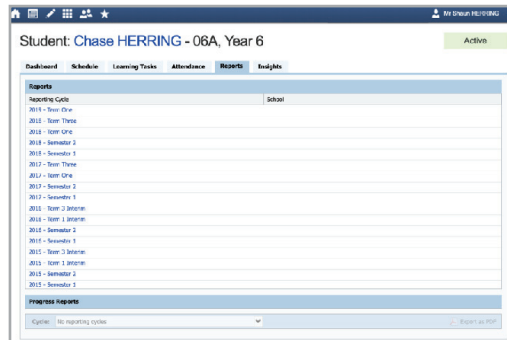 Mr Shaun HERRING
Student: Chase HERRING - 06A, Year 6
Active
Dashboard Schedule Learning Tasks Attendance Reports Insights
Reports
Reporting Cycle School
2019 - Term One
2018 - Term Three
2018 - Term One
2018 - Semester 2
2018 - Semester 1
2017 - Term Three
2017 - Term One
2017 - Semester 2
2017 - Semester 1
2016 - Term 3 Interim
2016 - Term 1 Interim
2016 - Semester 2
2016 - Semester 1
2015 - Term 3 Interim
2015 - Term 1 Interim
2015 - Semester 2
2015 - Semester 1
Progress Reports
Cycle: No reporting cycles Export as PDF